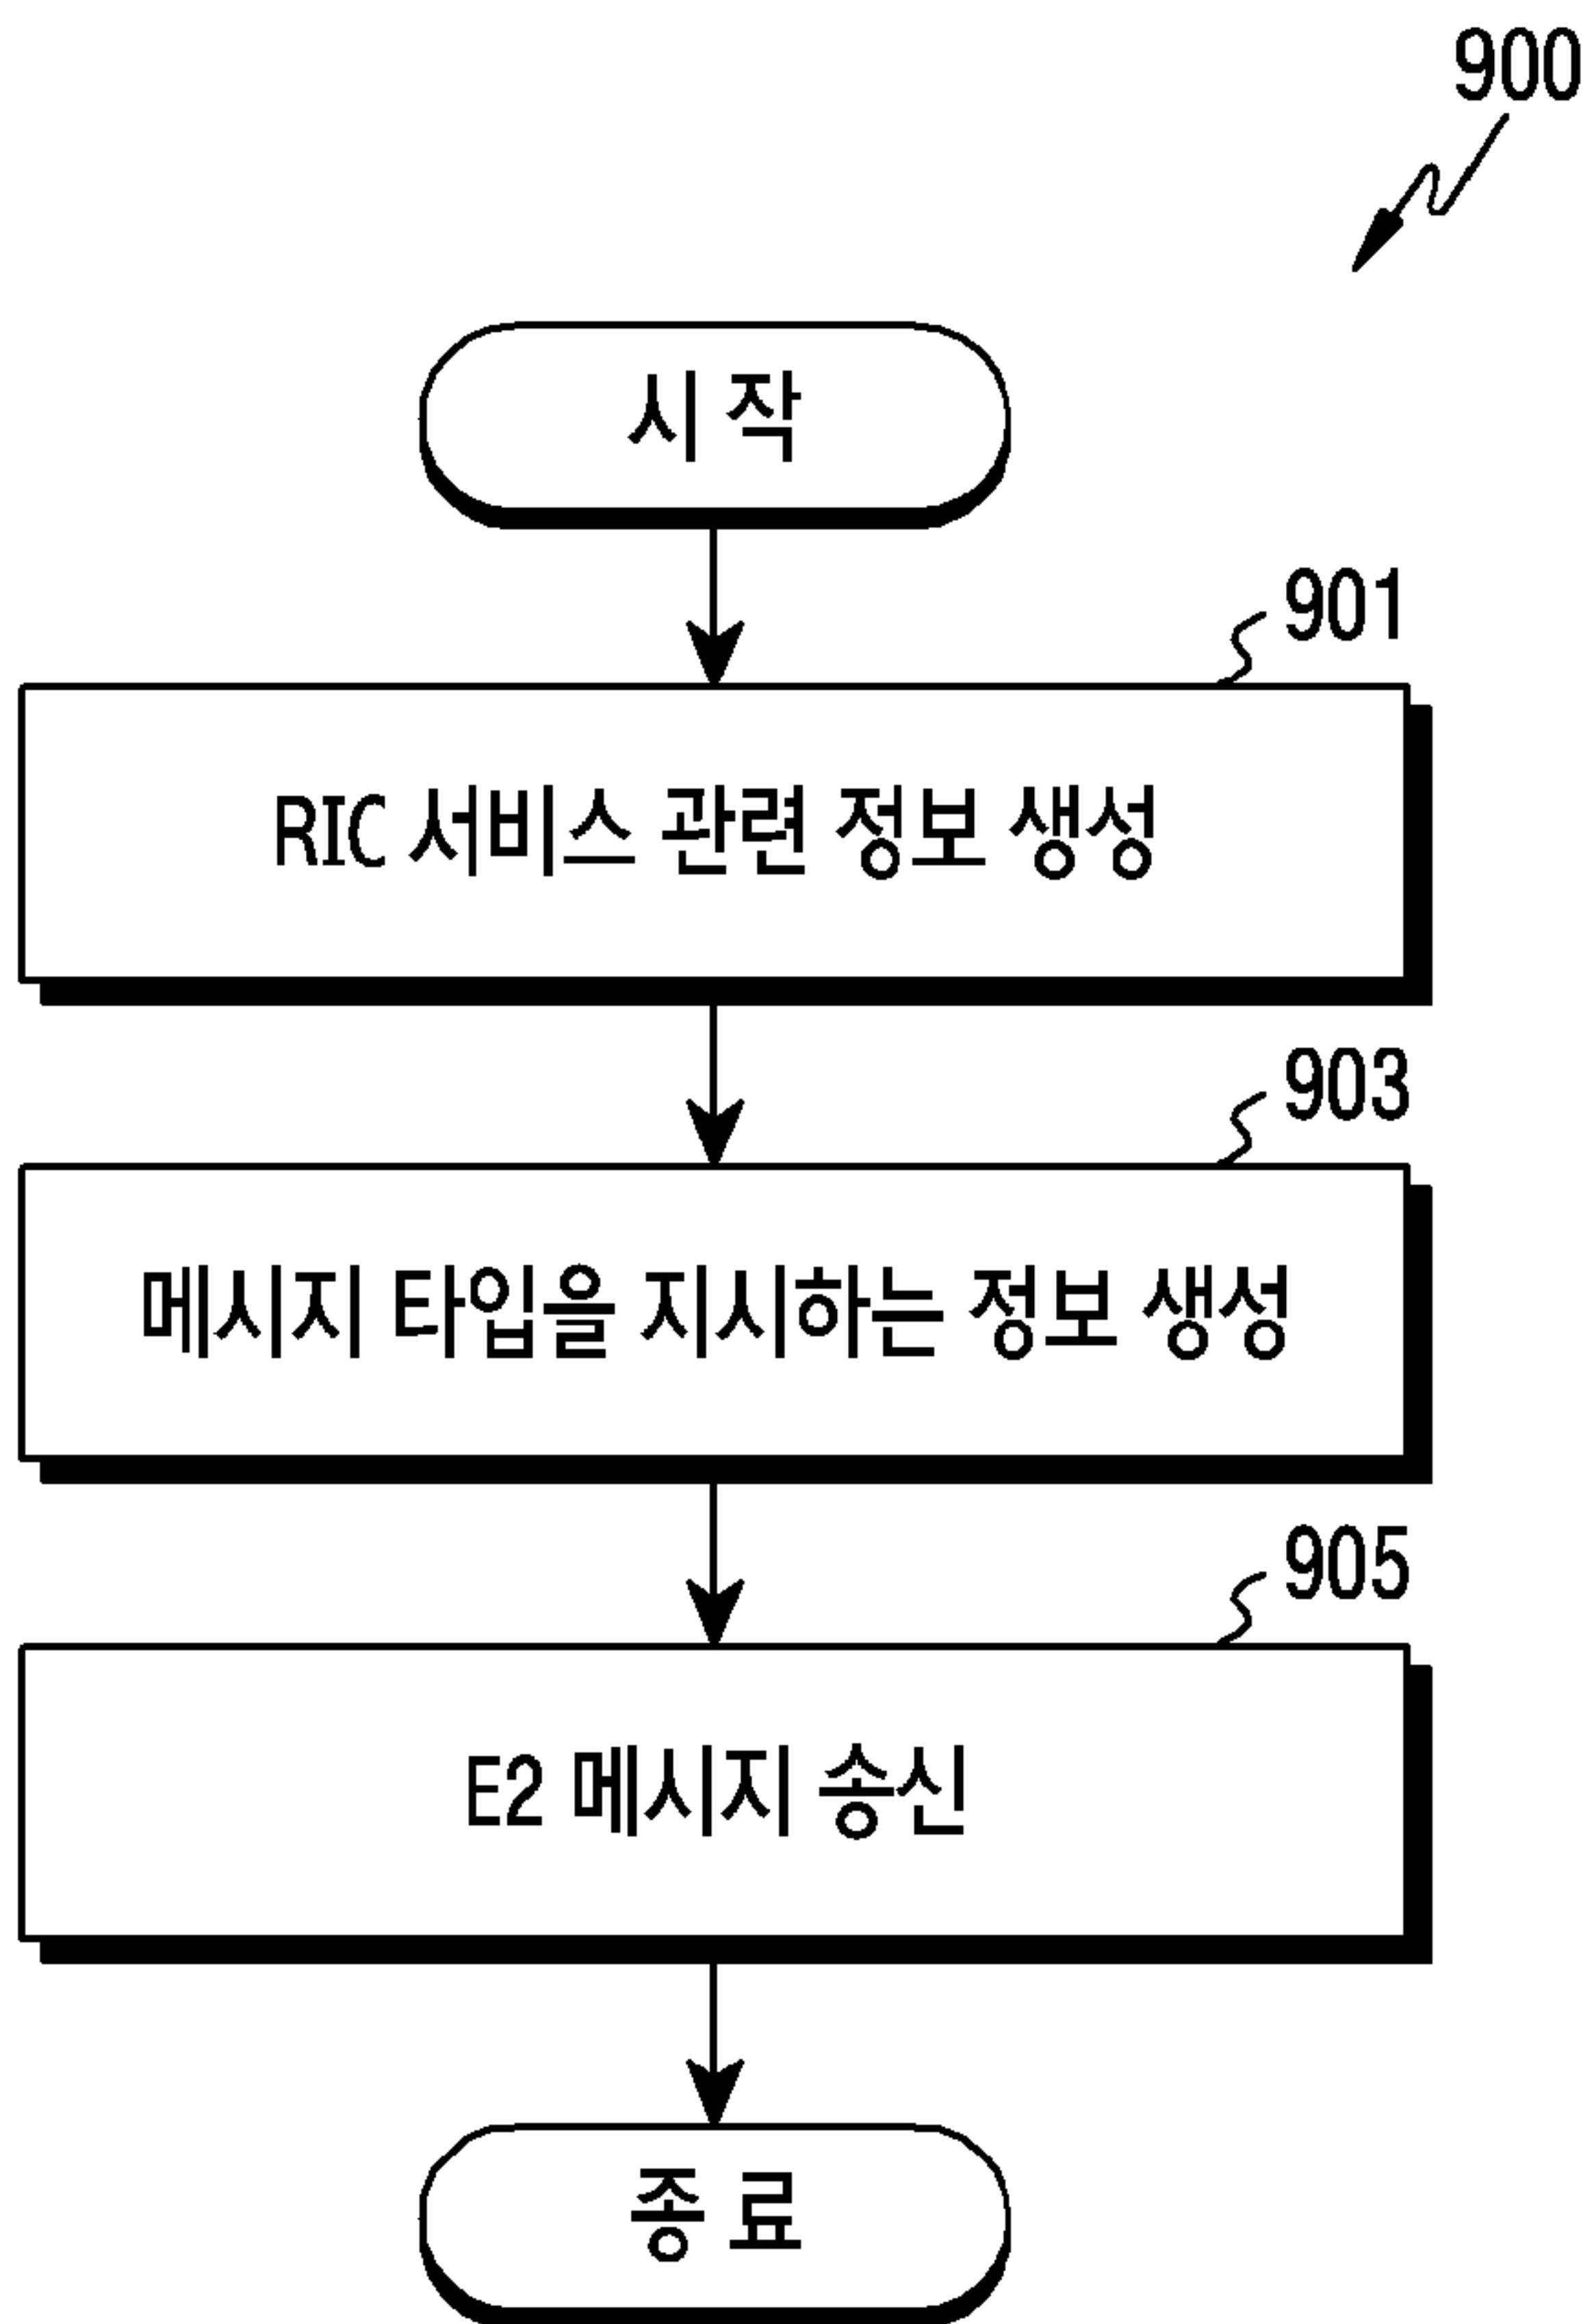 900
시작
901
RIC 서비스 관련 정보 생성
903
메시지 타입을 지시하는 정보 생성
905
E2 메시지 송신
종료